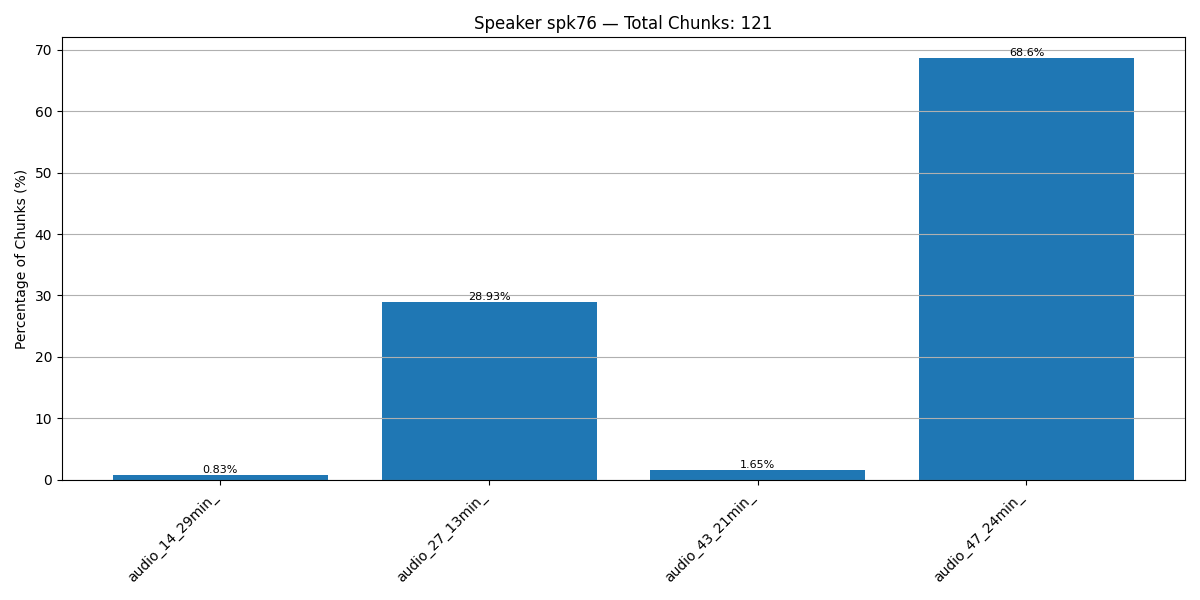 Speaker spk76 — Total Chunks: 121
Percentage of Chunks (%)
70
60
50
40
30
20
10
0
0.83%
28.93%
1.65%
68.6%
audio_14_29min_
audio_27_13min_
audio_43_21min_
audio_47_24min_